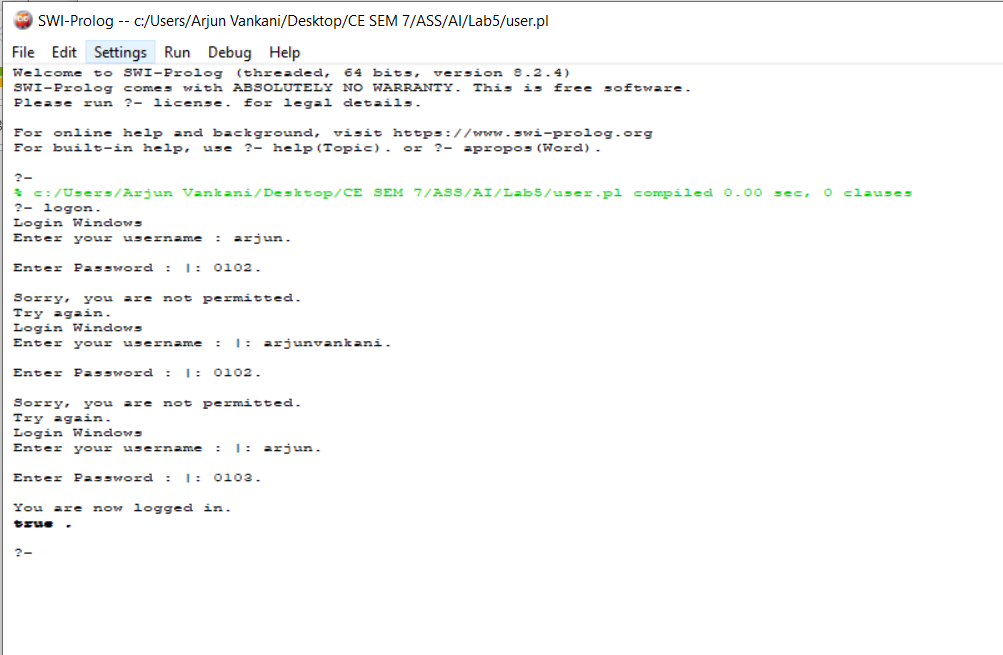 SWI-Prolog -- c:/Users/Arjun Vankani/Desktop/CE SEM 7/ASS/AI/Lab5/user.pl
File Edit Settings Run Debug Help
Welcome to SWI-Prolog (threaded, 64 bits, version 8.2.4)
SWI-Prolog comes with ABSOLUTELY NO WARRANTY. This is free software.
Please run ?- license. for legal details.
For online help and background, visit https://www.swi-prolog.org
For built-in help, use ?- help(Topic). or ?- apropos(Word).
?-
% c:/Users/Arjun Vankani/Desktop/CE SEM 7/ASS/AI/Lab5/user.pl compiled 0.00 sec, 0 clauses
?- logon.
Login Windows
Enter your username : arjun.
Enter Password : |: 0102.
Sorry, you are not permitted.
Try again.
Login Windows
Enter your username : |: arjunvankani.
Enter Password : |: 0102.
Sorry, you are not permitted.
Try again.
Login Windows
Enter your username : |: arjun.
Enter Password : |: 0103.
You are now logged in.
true .
?-